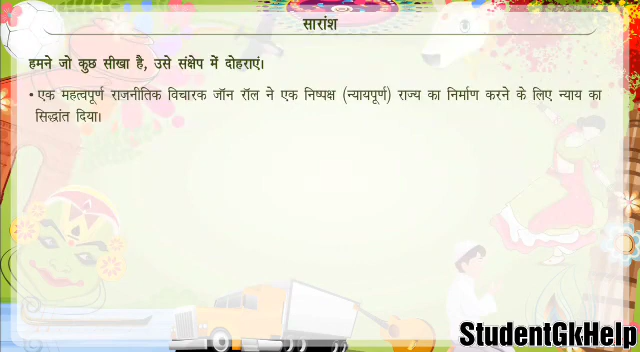 सारांश
हमने जो कुछ सीखा है, उसे संक्षेप में दोहराएं।
• एक महत्वपूर्ण राजनीतिक विचारक जॉन रॉल ने एक निष्पक्ष (न्यायपूर्ण) राज्य का निर्माण करने के लिए न्याय का
सिद्धांत दिया।
StudentGkHelp